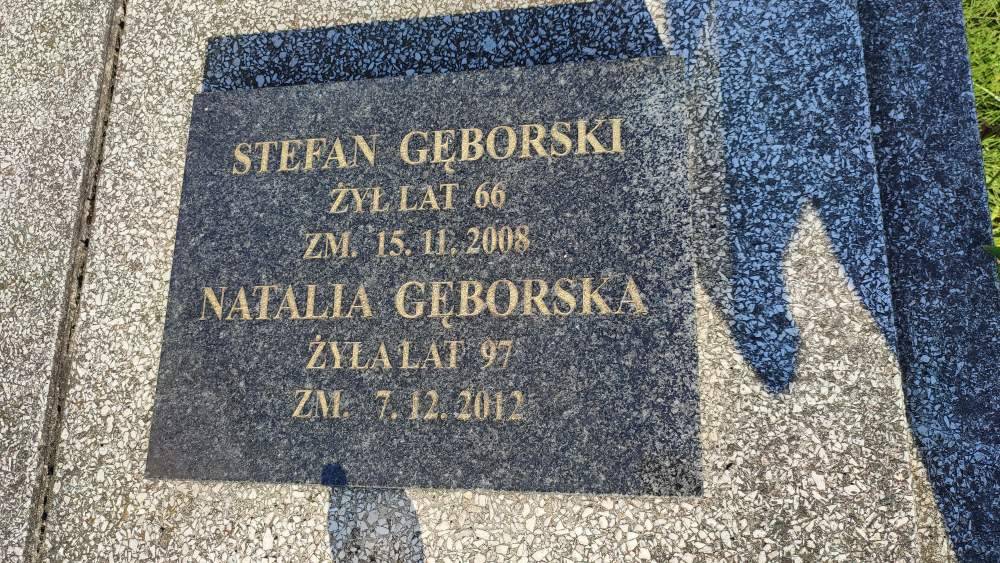 STEFAN GĘBORSKI
ŻYŁ LAT 66
ZM. 15.11.2008
NATALIA GĘBORSKA
ŻYŁA LAT 97
ZM. 7.12.2012